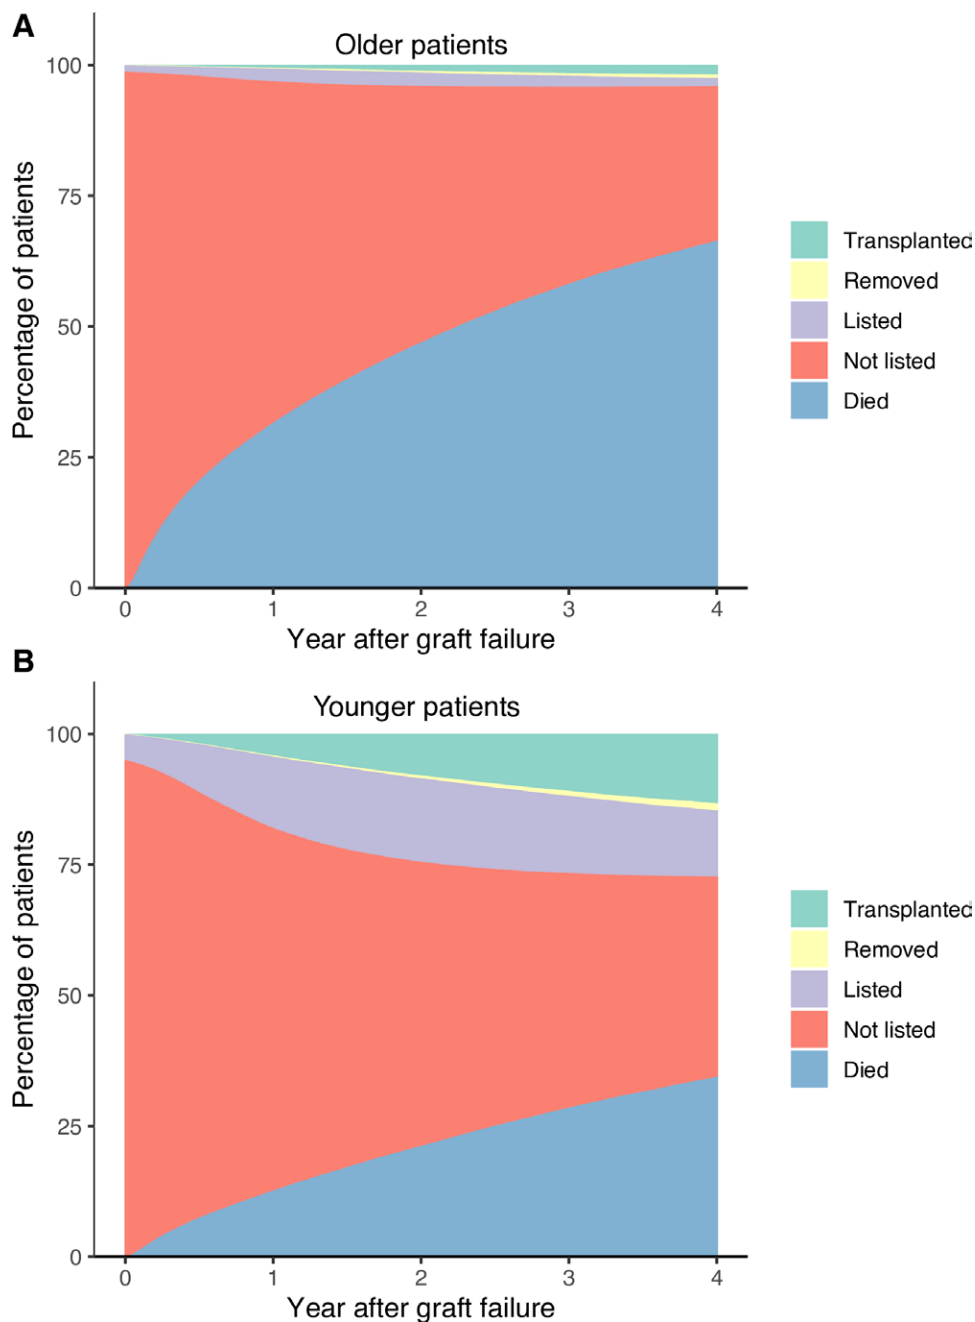 A
Older patients
100
75
50
25
0
Percentage of patients
0 1 2 3 4
Year after graft failure
Transplanted
Removed
Listed
Not listed
Died
B
Younger patients
100
75
50
25
0
Percentage of patients
0 1 2 3 4
Year after graft failure
Transplanted
Removed
Listed
Not listed
Died